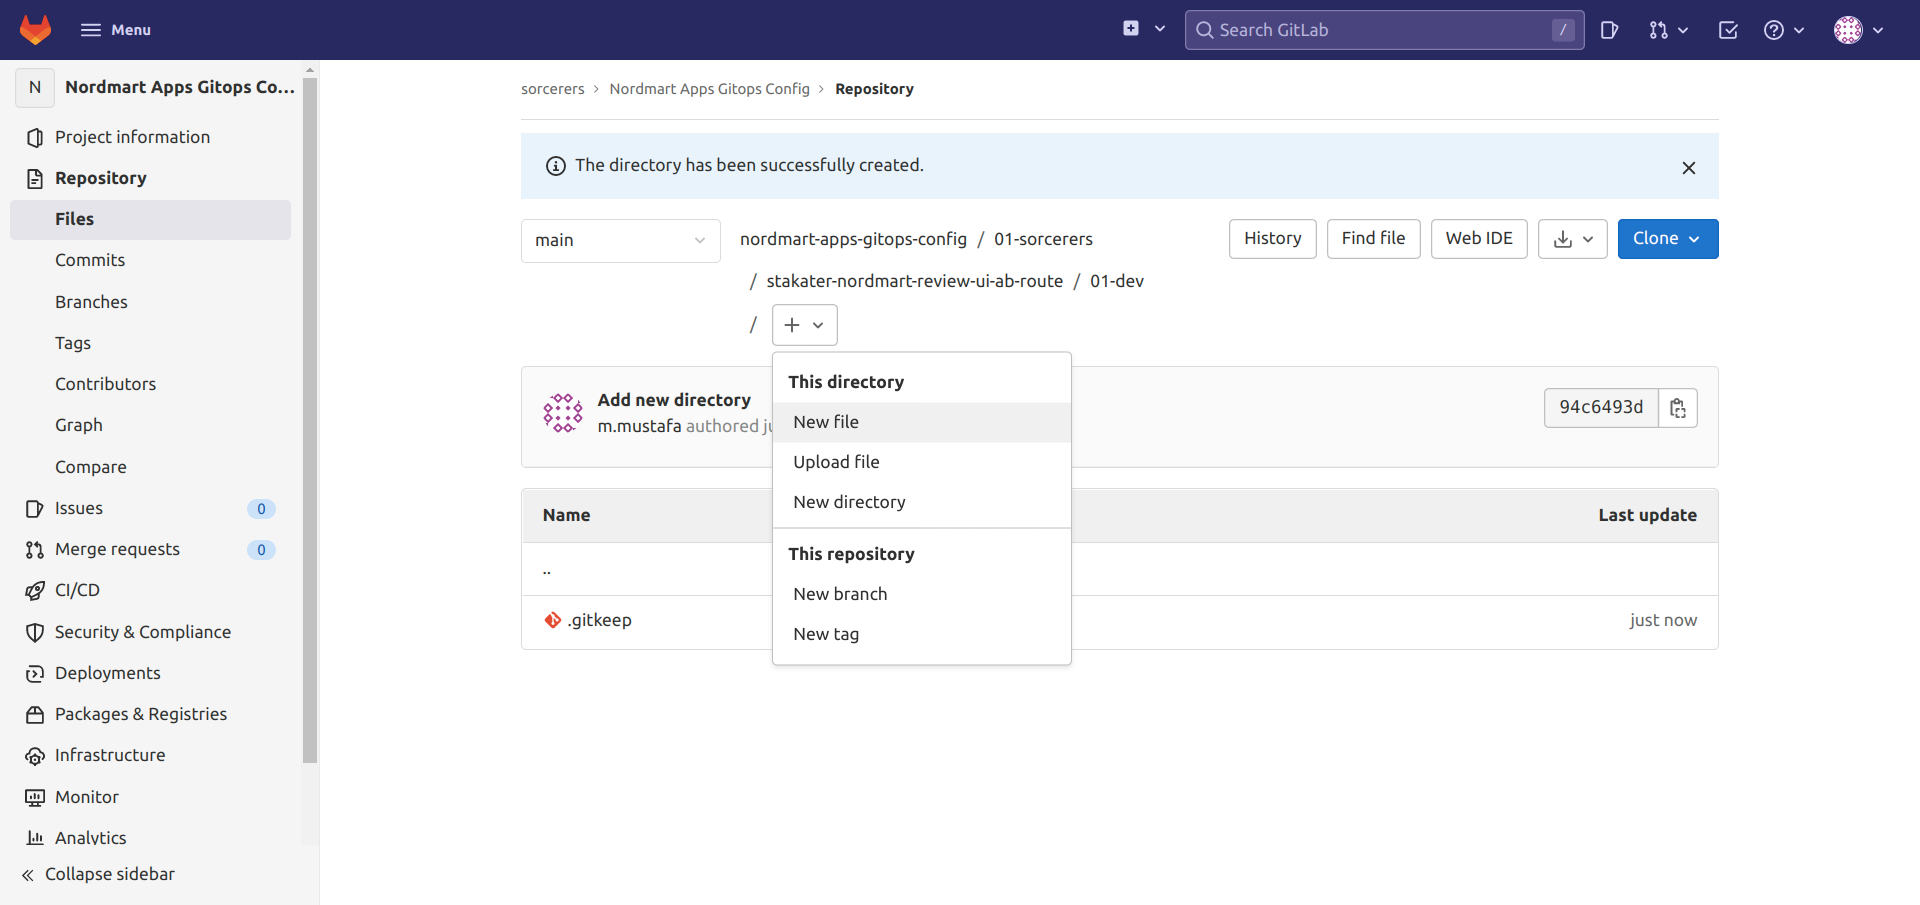 Menu
Search GitLab
/
N Nordmart Apps Gitops Co...
Project information
Repository
Files
Commits
Branches
Tags
Contributors
Graph
Compare
Issues 0
Merge requests 0
CI/CD
Security & Compliance
Deployments
Packages & Registries
Infrastructure
Monitor
Analytics
Collapse sidebar
sorcerers › Nordmart Apps Gitops Config › Repository
The directory has been successfully created.
main
nordmart-apps-gitops-config / 01-sorcerers
/ stakater-nordmart-review-ui-ab-route / 01-dev
/ +
History Find file Web IDE Clone
This directory
New file
Upload file
New directory
This repository
New branch
New tag
Add new directory
m.mustafa authored ju
94c6493d
Name Last update
..
.gitkeep just now